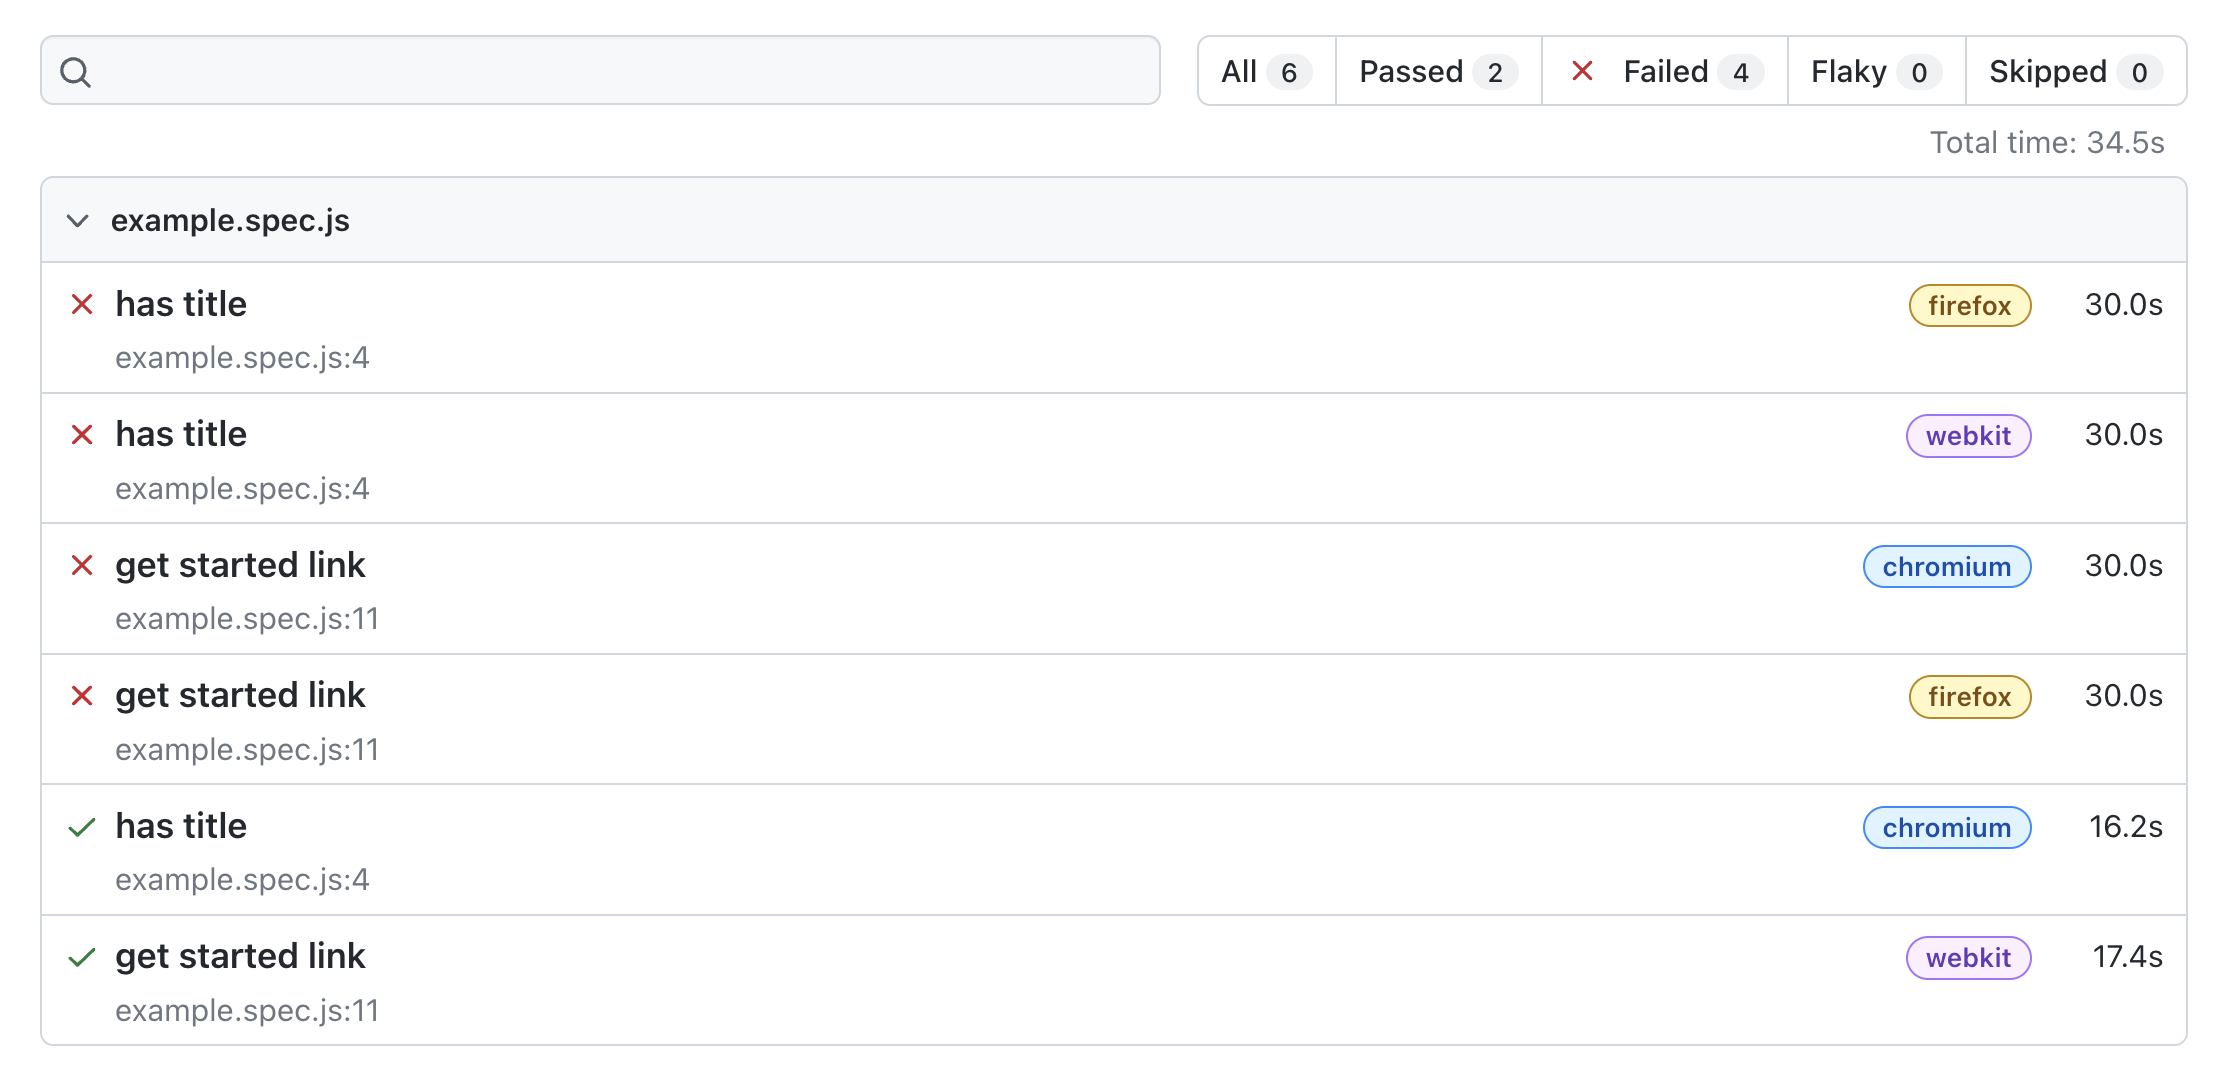 All 6 Passed 2 Failed 4 Flaky 0 Skipped 0
Total time: 34.5s
example.spec.js
has title firefox 30.0s
example.spec.js:4
has title webkit 30.0s
example.spec.js:4
get started link chromium 30.0s
example.spec.js:11
get started link firefox 30.0s
example.spec.js:11
has title chromium 16.2s
example.spec.js:4
get started link webkit 17.4s
example.spec.js:11